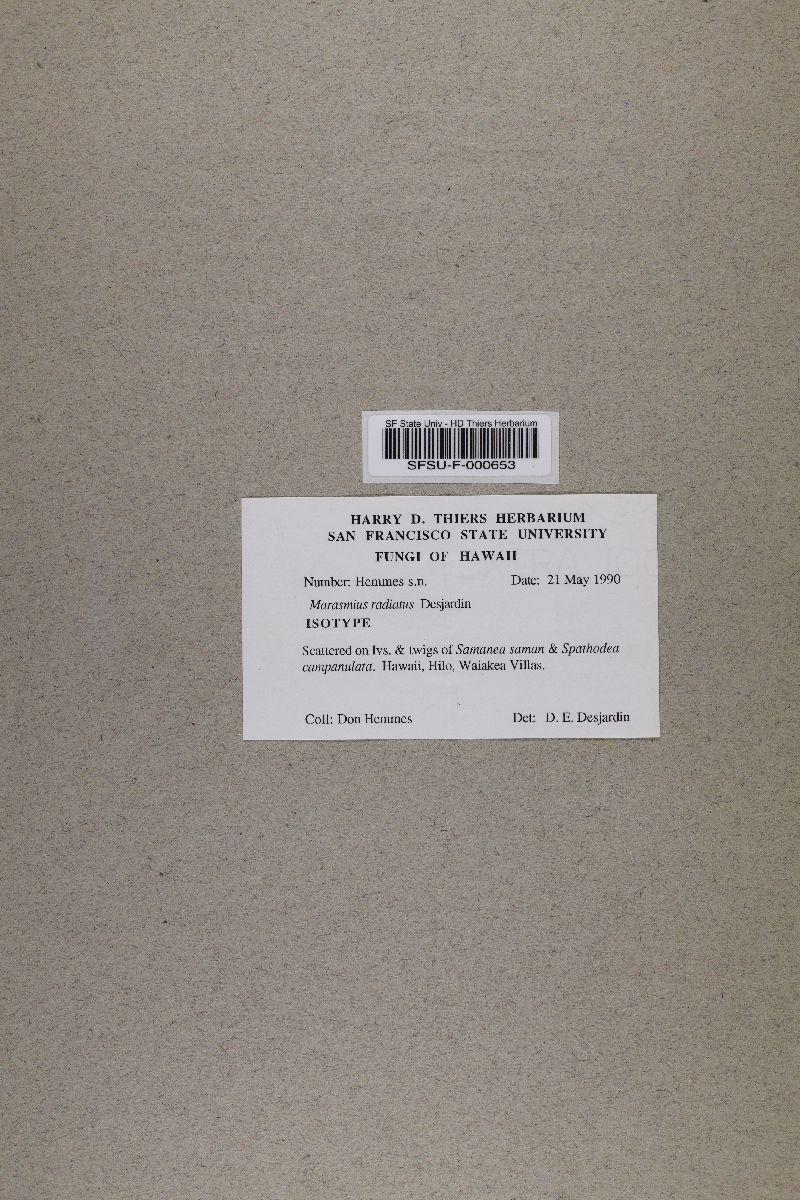 SF State Univ - HD Thiers Herbarium
SFSU-F-000653
HARRY D. THIERS HERBARIUM
SAN FRANCISCO STATE UNIVERSITY
FUNGI OF HAWAII
Number: Hemmes s.n. Date: 21 May 1990
Marasmius radiatus Desjardin
ISOTYPE
Scattered on lvs. & twigs of Samanea saman & Spathodea
campanulata. Hawaii, Hilo, Waiakea Villas.
Coll: Don Hemmes Det: D. E. Desjardin